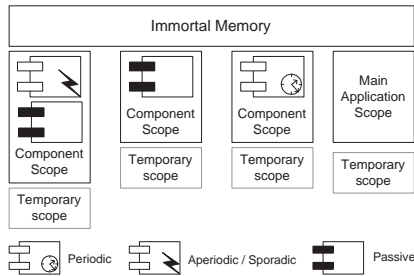 Immortal Memory
Component
Scope
Temporary
scope
Component
Scope
Temporary
scope
Component
Scope
Temporary
scope
Main
Application
Scope
Temporary
scope
Periodic
Aperiodic / Sporadic
Passive